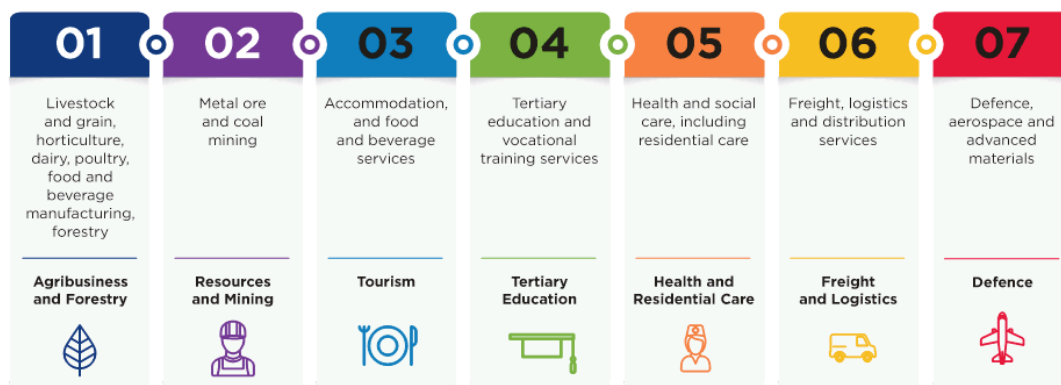 01
Livestock
and grain,
horticulture,
dairy, poultry,
food and
beverage
manufacturing,
forestry
Agribusiness
and Forestry
02
Metal ore
and coal
mining
Resources
and Mining
03
Accommodation,
and food
and beverage
services
Tourism
04
Tertiary
education and
vocational
training services
Tertiary
Education
05
Health and social
care, including
residential care
Health and
Residential Care
06
Freight, logistics
and distribution
services
Freight
and Logistics
07
Defence,
aerospace and
advanced
materials
Defence